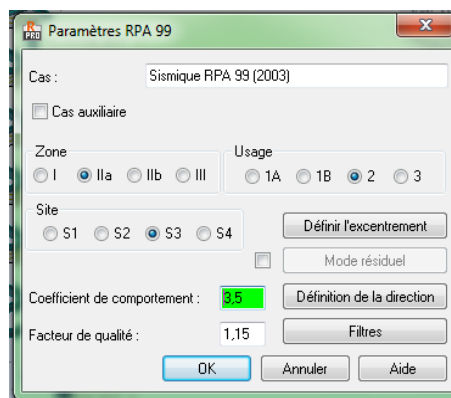 PRO Paramètres RPA 99
Cas : Sismique RPA 99 (2003)
Cas auxiliaire
Zone
I IIa IIb III
Usage
1A 1B 2 3
Site
S1 S2 S3 S4
Définir l'excentrement
Mode résiduel
Coefficient de comportement : 3,5
Définition de la direction
Facteur de qualité : 1,15
Filtres
OK Annuler Aide